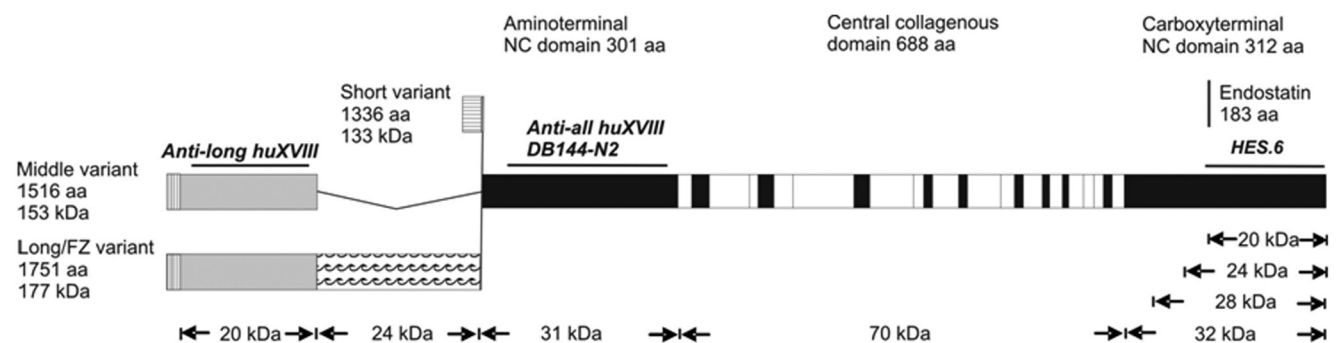 Aminoterminal
NC domain 301 aa
Central collagenous
domain 688 aa
Carboxyterminal
NC domain 312 aa
Short variant
1336 aa
133 kDa
Endostatin
183 aa
Anti-long huXVIII
Anti-all huXVIII
DB144-N2
HES.6
Middle variant
1516 aa
153 kDa
Long/FZ variant
1751 aa
177 kDa
20 kDa
24 kDa
28 kDa
20 kDa
24 kDa
31 kDa
70 kDa
32 kDa